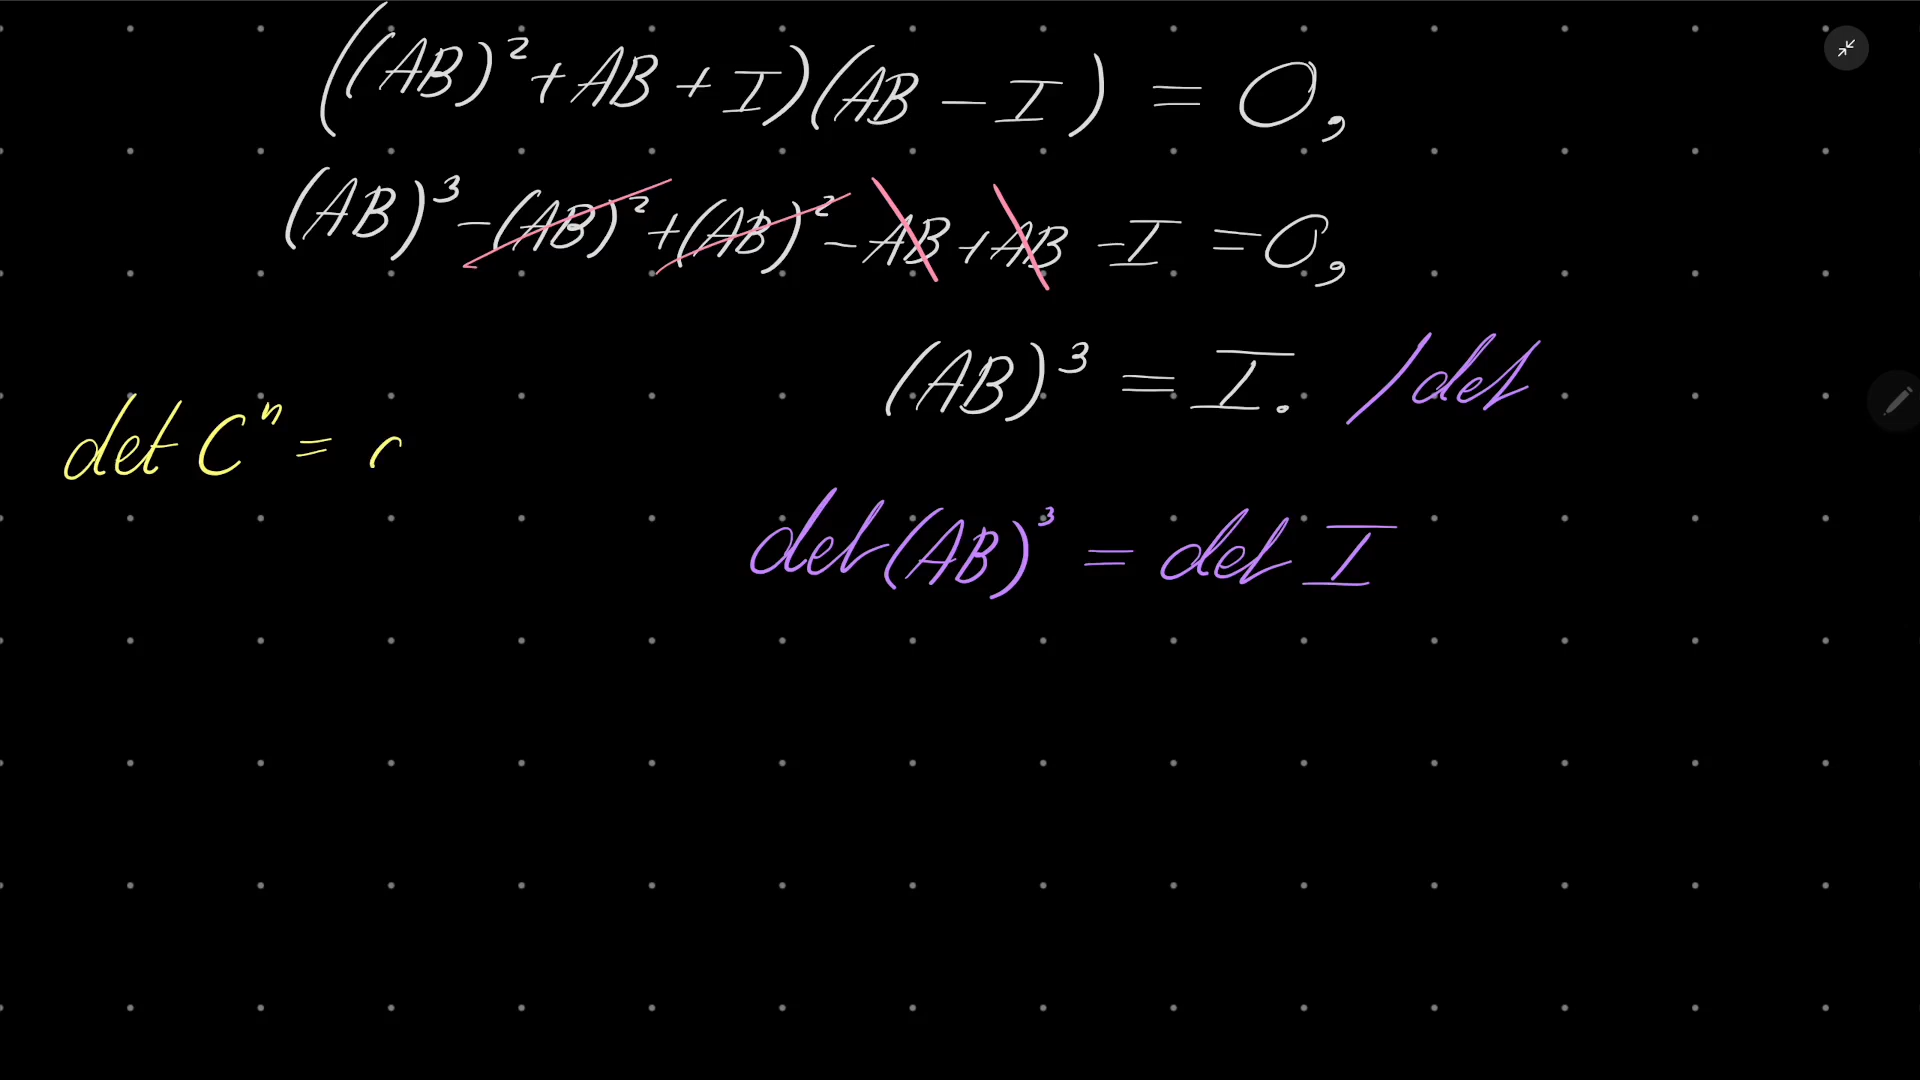 ((AB)² + AB + I)(AB − I) = O,
(AB)³ − (AB)² + (AB)² − AB + AB − I = O,
(AB)³ = I. / det
det Cⁿ =
det(AB)³ = det I